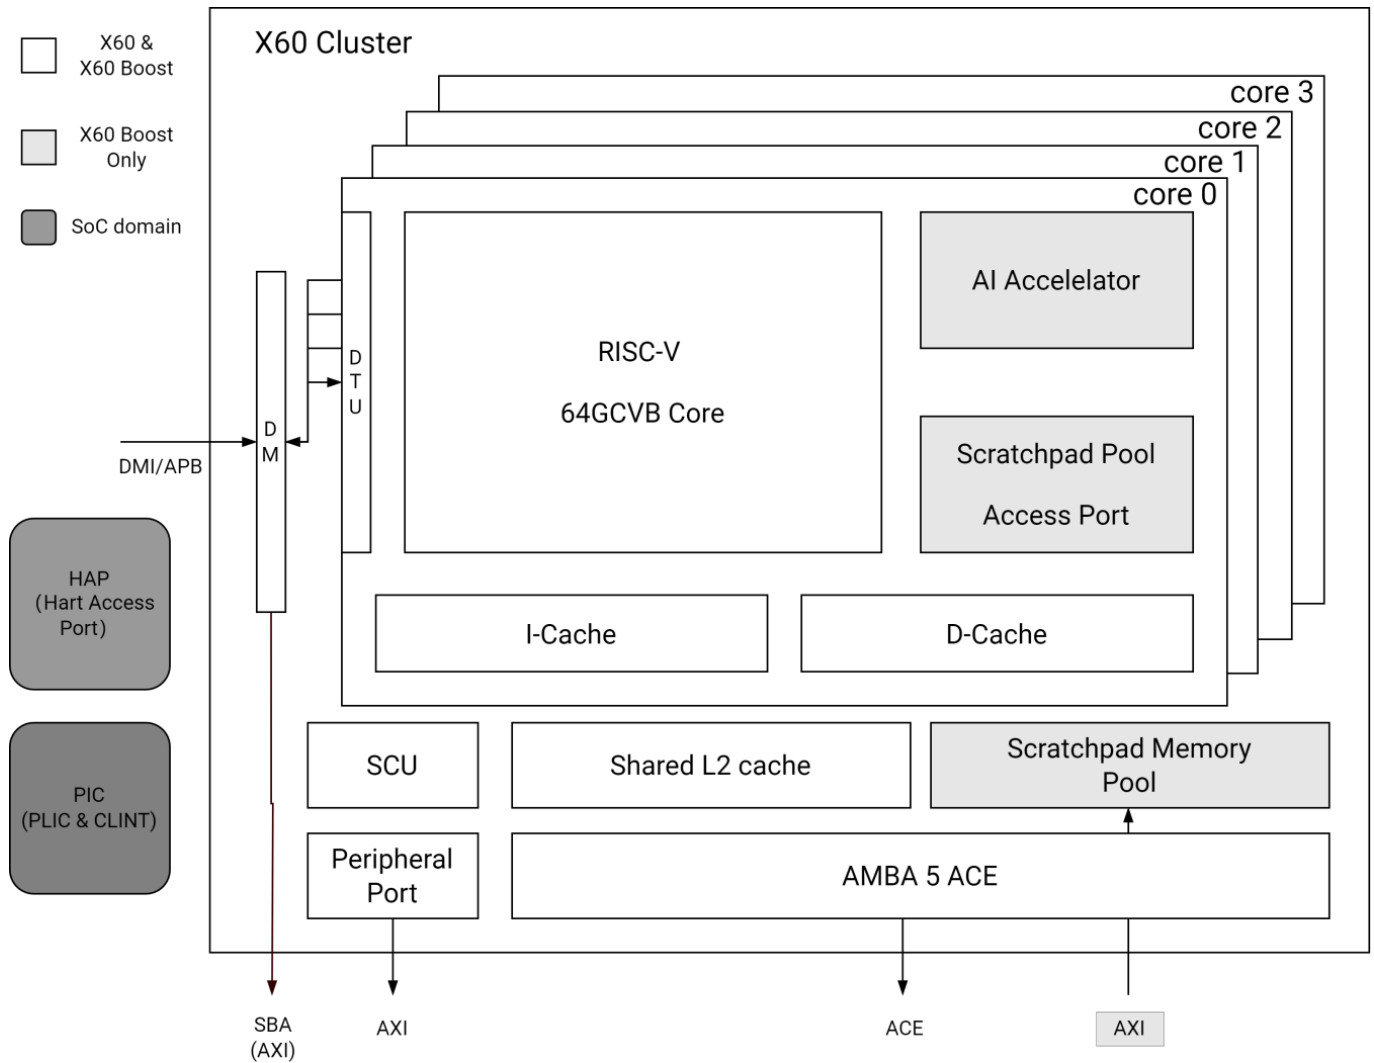 X60 &
X60 Boost
X60 Boost
Only
SoC domain
X60 Cluster
core 3
core 2
core 1
core 0
D
T
U
RISC-V
64GCVB Core
AI Accelelator
Scratchpad Pool
Access Port
D
M
DMI/APB
HAP
(Hart Access
Port)
I-Cache
D-Cache
PIC
(PLIC & CLINT)
SCU
Shared L2 cache
Scratchpad Memory
Pool
Peripheral
Port
AMBA 5 ACE
SBA
(AXI)
AXI
ACE
AXI